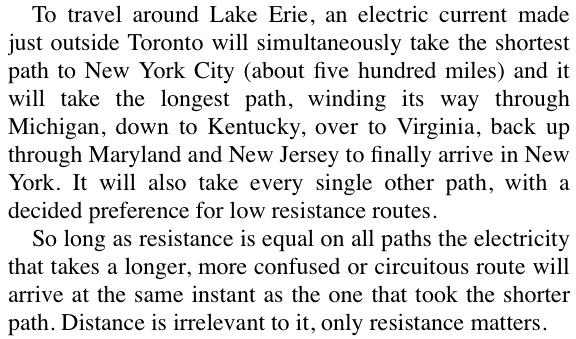 To travel around Lake Erie, an electric current made
just outside Toronto will simultaneously take the shortest
path to New York City (about five hundred miles) and it
will take the longest path, winding its way through
Michigan, down to Kentucky, over to Virginia, back up
through Maryland and New Jersey to finally arrive in New
York. It will also take every single other path, with a
decided preference for low resistance routes.
So long as resistance is equal on all paths the electricity
that takes a longer, more confused or circuitous route will
arrive at the same instant as the one that took the shorter
path. Distance is irrelevant to it, only resistance matters.